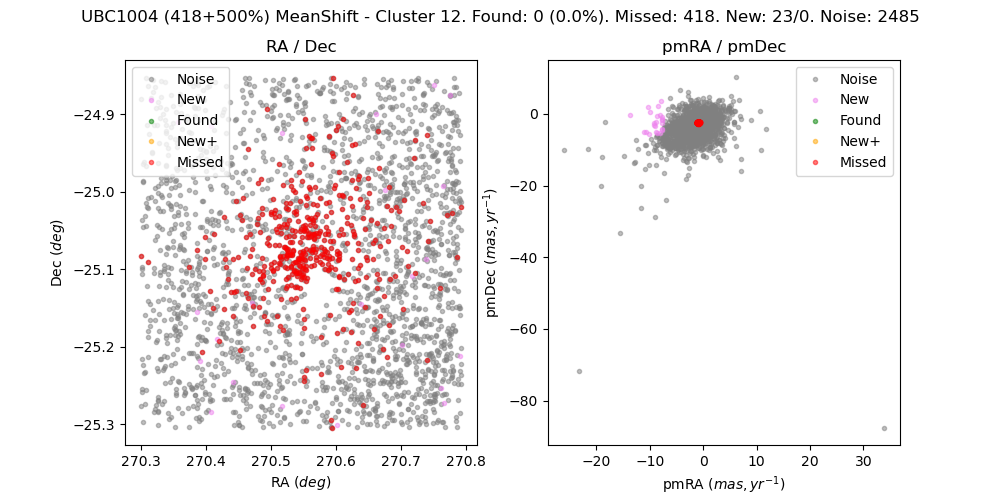 UBC1004 (418+500%) MeanShift - Cluster 12. Found: 0 (0.0%). Missed: 418. New: 23/0. Noise: 2485
RA / Dec
Noise
New
Found
New+
Missed
−24.9
−25.0
−25.1
−25.2
−25.3
Dec (deg)
270.3 270.4 270.5 270.6 270.7 270.8
RA (deg)
pmRA / pmDec
Noise
New
Found
New+
Missed
0
−20
−40
−60
−80
pmDec (mas, yr⁻¹)
−20 −10 0 10 20 30
pmRA (mas, yr⁻¹)